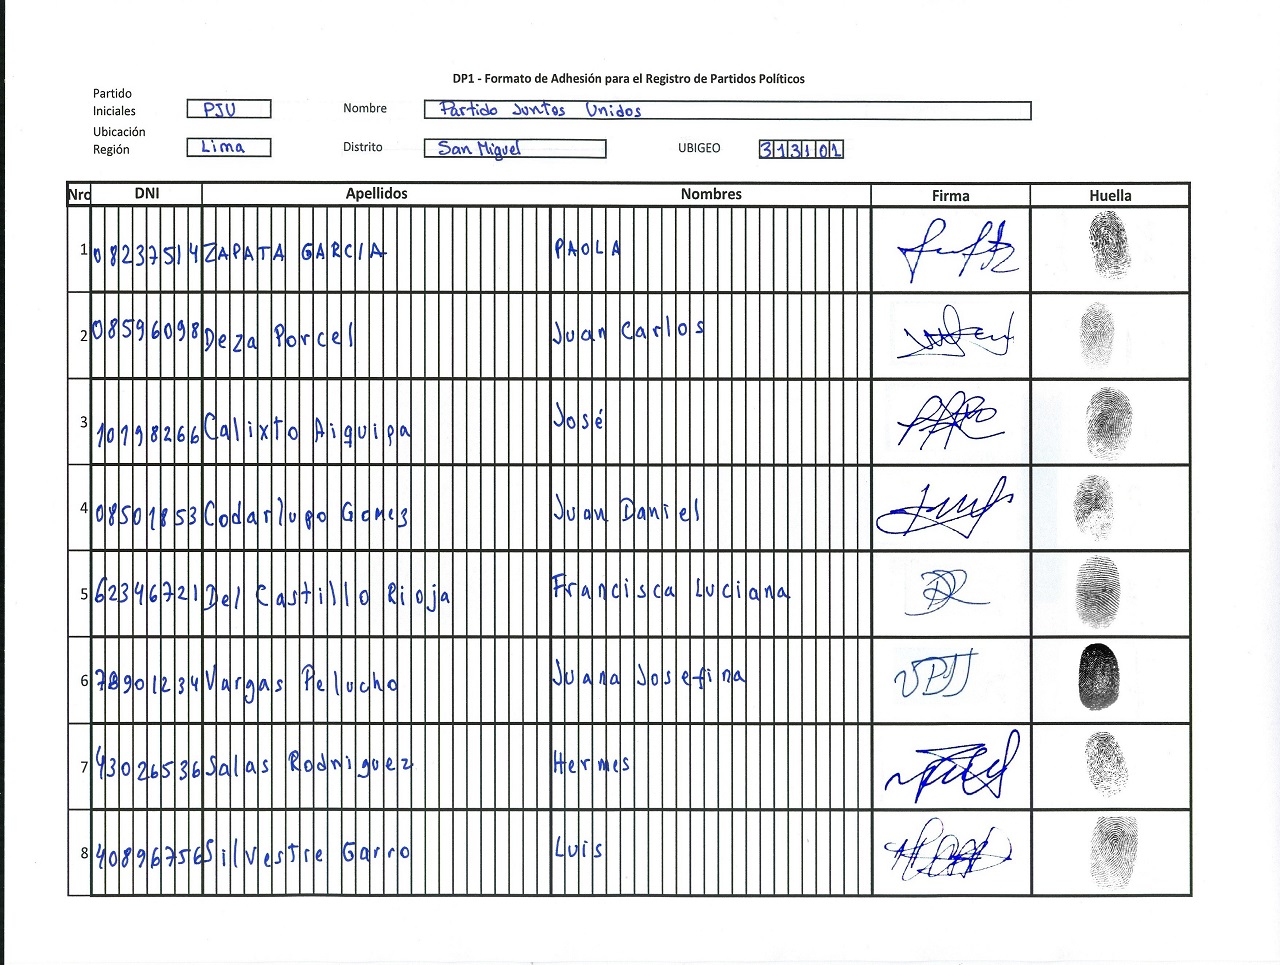 DP1 - Formato de Adhesión para el Registro de Partidos Políticos
Partido
Iniciales PJU Nombre Partido Juntos Unidos
Ubicación
Región Lima Distrito San Miguel UBIGEO 313101
Nro DNI Apellidos Nombres Firma Huella
1 08237514 ZAPATA GARCIA PAOLA
2 08596098 Deza Porcel Juan Carlos
3 10798266 Calixto Aiquipa José
4 08501853 Codarlupo Gomez Juan Daniel
5 62346721 Del Castillo Rioja Francisca Luciana
6 78901234 Vargas Pelucho Juana Josefina
7 43026536 Salas Rodriguez Hermes
8 40896756 Silvestre Garro Luis